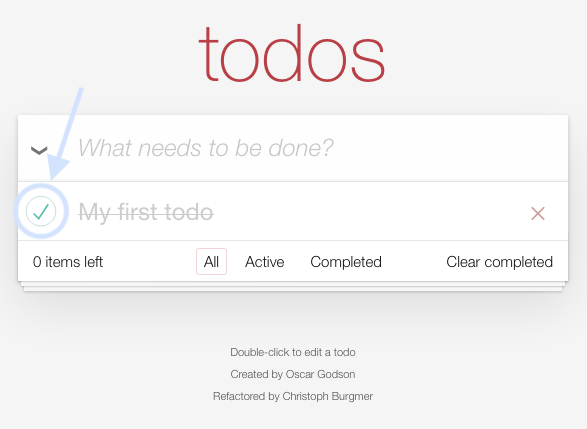 todos
What needs to be done?
My first todo
0 items left All Active Completed Clear completed
Double-click to edit a todo
Created by Oscar Godson
Refactored by Christoph Burgmer